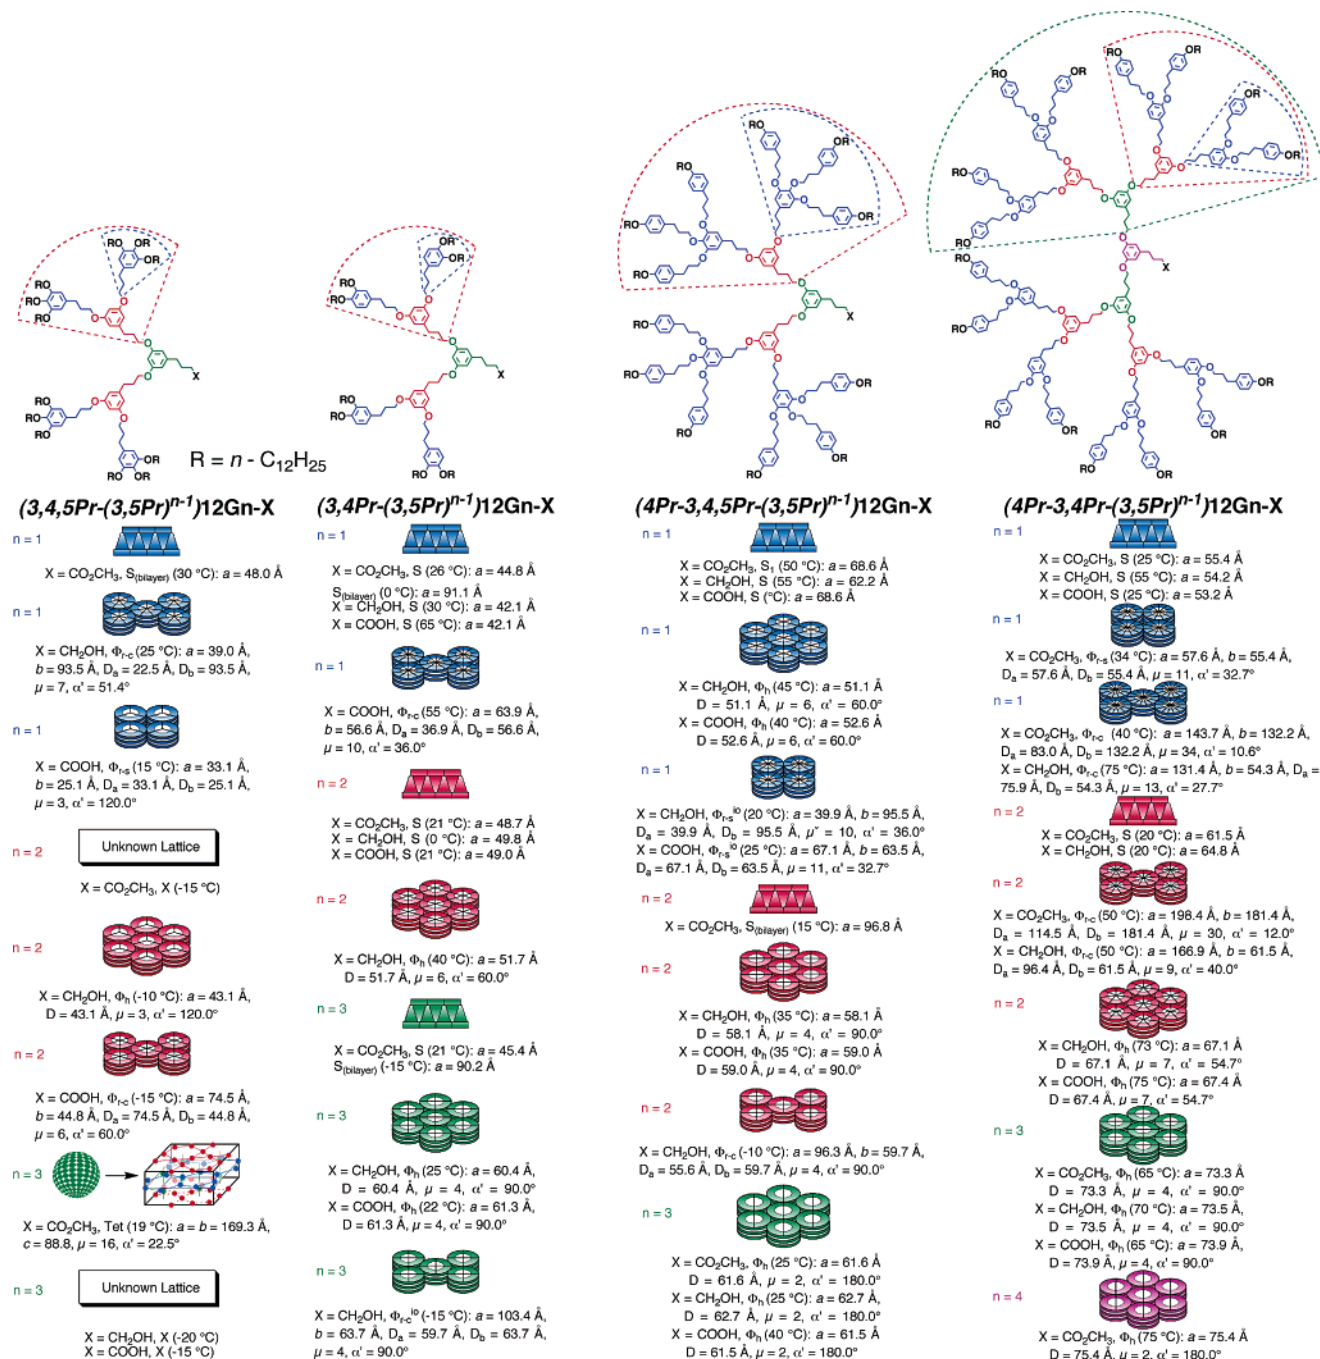 R = n - C12H25
(3,4,5Pr-(3,5Pr)n-1)12Gn-X
n = 1
X = CO2CH3, S(bilayer) (30 °C): a = 48.0 Å
n = 1
X = CH2OH, Φr-c (25 °C): a = 39.0 Å
b = 93.5 Å, Da = 22.5 Å, Db = 93.5 Å,
μ = 7, α' = 51.4°
n = 1
X = COOH, Φr-s (15 °C): a = 33.1 Å,
b = 25.1 Å, Da = 33.1 Å, Db = 25.1 Å,
μ = 3, α' = 120.0°
n = 2
Unknown Lattice
X = CO2CH3, X (-15 °C)
n = 2
X = CH2OH, Φh (-10 °C): a = 43.1 Å,
D = 43.1 Å, μ = 3, α' = 120.0°
n = 2
X = COOH, Φr-c (-15 °C): a = 74.5 Å,
b = 44.8 Å, Da = 74.5 Å, Db = 44.8 Å,
μ = 6, α' = 60.0°
n = 3
X = CO2CH3, Tet (19 °C): a = b = 169.3 Å,
c = 88.8, μ = 16, α' = 22.5°
n = 3
Unknown Lattice
X = CH2OH, X (-20 °C)
X = COOH, X (-15 °C)
(3,4Pr-(3,5Pr)n-1)12Gn-X
n = 1
X = CO2CH3, S (26 °C): a = 44.8 Å
S(bilayer) (0 °C): a = 91.1 Å
X = CH2OH, S (30 °C): a = 42.1 Å
X = COOH, S (65 °C): a = 42.1 Å
n = 1
X = COOH, Φr-c (55 °C): a = 63.9 Å,
b = 56.6 Å, Da = 36.9 Å, Db = 56.6 Å,
μ = 10, α' = 36.0°
n = 2
X = CO2CH3, S (21 °C): a = 48.7 Å
X = CH2OH, S (0 °C): a = 49.8 Å
X = COOH, S (21 °C): a = 49.0 Å
n = 2
X = CH2OH, Φh (40 °C): a = 51.7 Å
D = 51.7 Å, μ = 6, α' = 60.0°
n = 3
X = CO2CH3, S (21 °C): a = 45.4 Å
S(bilayer) (-15 °C): a = 90.2 Å
n = 3
X = CH2OH, Φh (25 °C): a = 60.4 Å,
D = 60.4 Å, μ = 4, α' = 90.0°
X = COOH, Φh (22 °C): a = 61.3 Å,
D = 61.3 Å, μ = 4, α' = 90.0°
n = 3
X = CH2OH, Φr-c io (-15 °C): a = 103.4 Å,
b = 63.7 Å, Da = 59.7 Å, Db = 63.7 Å,
μ = 4, α' = 90.0°
(4Pr-3,4,5Pr-(3,5Pr)n-1)12Gn-X
n = 1
X = CO2CH3, S1 (50 °C): a = 68.6 Å
X = CH2OH, S (55 °C): a = 62.2 Å
X = COOH, S (°C): a = 68.6 Å
n = 1
X = CH2OH, Φh (45 °C): a = 51.1 Å
D = 51.1 Å, μ = 6, α' = 60.0°
X = COOH, Φh (40 °C): a = 52.6 Å
D = 52.6 Å, μ = 6, α' = 60.0°
n = 1
X = CH2OH, Φr-s io (20 °C): a = 39.9 Å, b = 95.5 Å,
Da = 39.9 Å, Db = 95.5 Å, μ = 10, α' = 36.0°
X = COOH, Φr-s io (25 °C): a = 67.1 Å, b = 63.5 Å,
Da = 67.1 Å, Db = 63.5 Å, μ = 11, α' = 32.7°
n = 2
X = CO2CH3, S(bilayer) (15 °C): a = 96.8 Å
n = 2
X = CH2OH, Φh (35 °C): a = 58.1 Å
D = 58.1 Å, μ = 4, α' = 90.0°
X = COOH, Φh (35 °C): a = 59.0 Å
D = 59.0 Å, μ = 4, α' = 90.0°
n = 2
X = CH2OH, Φr-c (-10 °C): a = 96.3 Å, b = 59.7 Å,
Da = 55.6 Å, Db = 59.7 Å, μ = 4, α' = 90.0°
n = 3
X = CO2CH3, Φh (25 °C): a = 61.6 Å
D = 61.6 Å, μ = 2, α' = 180.0°
X = CH2OH, Φh (25 °C): a = 62.7 Å,
D = 62.7 Å, μ = 2, α' = 180.0°
X = COOH, Φh (40 °C): a = 61.5 Å
D = 61.5 Å, μ = 2, α' = 180.0°
(4Pr-3,4Pr-(3,5Pr)n-1)12Gn-X
n = 1
X = CO2CH3, S (25 °C): a = 55.4 Å
X = CH2OH, S (55 °C): a = 54.2 Å
X = COOH, S (25 °C): a = 53.2 Å
n = 1
X = CO2CH3, Φr-s (34 °C): a = 57.6 Å, b = 55.4 Å,
Da = 57.6 Å, Db = 55.4 Å, μ = 11, α' = 32.7°
n = 1
X = CO2CH3, Φr-c (40 °C): a = 143.7 Å, b = 132.2 Å,
Da = 83.0 Å, Db = 132.2 Å, μ = 34, α' = 10.6°
X = CH2OH, Φr-c (75 °C): a = 131.4 Å, b = 54.3 Å, Da =
75.9 Å, Db = 54.3 Å, μ = 13, α' = 27.7°
n = 2
X = CO2CH3, S (20 °C): a = 61.5 Å
X = CH2OH, S (20 °C): a = 64.8 Å
n = 2
X = CO2CH3, Φr-c (50 °C): a = 198.4 Å, b = 181.4 Å,
Da = 114.5 Å, Db = 181.4 Å, μ = 30, α' = 12.0°
X = CH2OH, Φr-c (50 °C): a = 166.9 Å, b = 61.5 Å,
Da = 96.4 Å, Db = 61.5 Å, μ = 9, α' = 40.0°
n = 2
X = CH2OH, Φh (73 °C): a = 67.1 Å
D = 67.1 Å, μ = 7, α' = 54.7°
X = COOH, Φh (75 °C): a = 67.4 Å
D = 67.4 Å, μ = 7, α' = 54.7°
n = 3
X = CO2CH3, Φh (65 °C): a = 73.3 Å
D = 73.3 Å, μ = 4, α' = 90.0°
X = CH2OH, Φh (70 °C): a = 73.5 Å
D = 73.5 Å, μ = 4, α' = 90.0°
X = COOH, Φh (65 °C): a = 73.9 Å,
D = 73.9 Å, μ = 4, α' = 90.0°
n = 4
X = CO2CH3, Φh (75 °C): a = 75.4 Å
D = 75.4 Å, μ = 2, α' = 180.0°